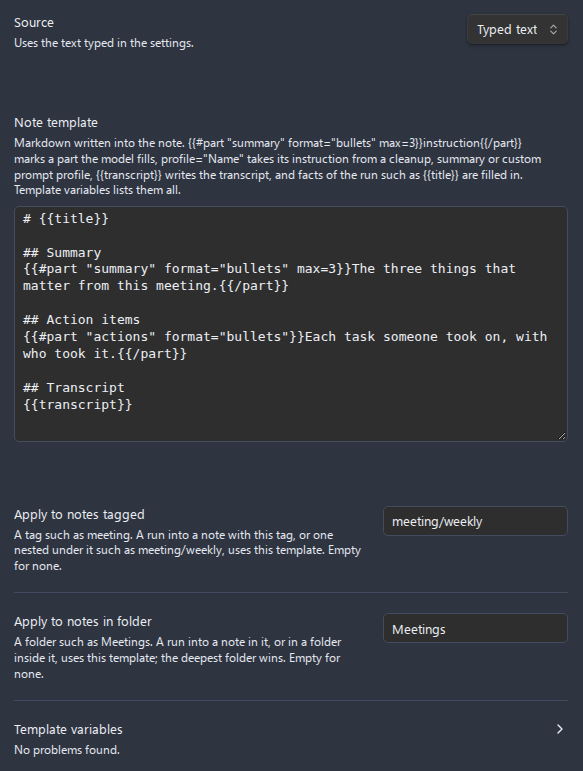 Source
Typed text
Uses the text typed in the settings.
Note template
Markdown written into the note. {{#part "summary" format="bullets" max=3}}instruction{{/part}}
marks a part the model fills, profile="Name" takes its instruction from a cleanup, summary or custom
prompt profile, {{transcript}} writes the transcript, and facts of the run such as {{title}} are filled in.
Template variables lists them all.
# {{title}}

## Summary
{{#part "summary" format="bullets" max=3}}The three things that
matter from this meeting.{{/part}}

## Action items
{{#part "actions" format="bullets"}}Each task someone took on, with
who took it.{{/part}}

## Transcript
{{transcript}}

Apply to notes tagged
meeting/weekly
A tag such as meeting. A run into a note with this tag, or one
nested under it such as meeting/weekly, uses this template. Empty
for none.
Apply to notes in folder
Meetings
A folder such as Meetings. A run into a note in it, or in a folder
inside it, uses this template; the deepest folder wins. Empty for
none.
Template variables
No problems found.